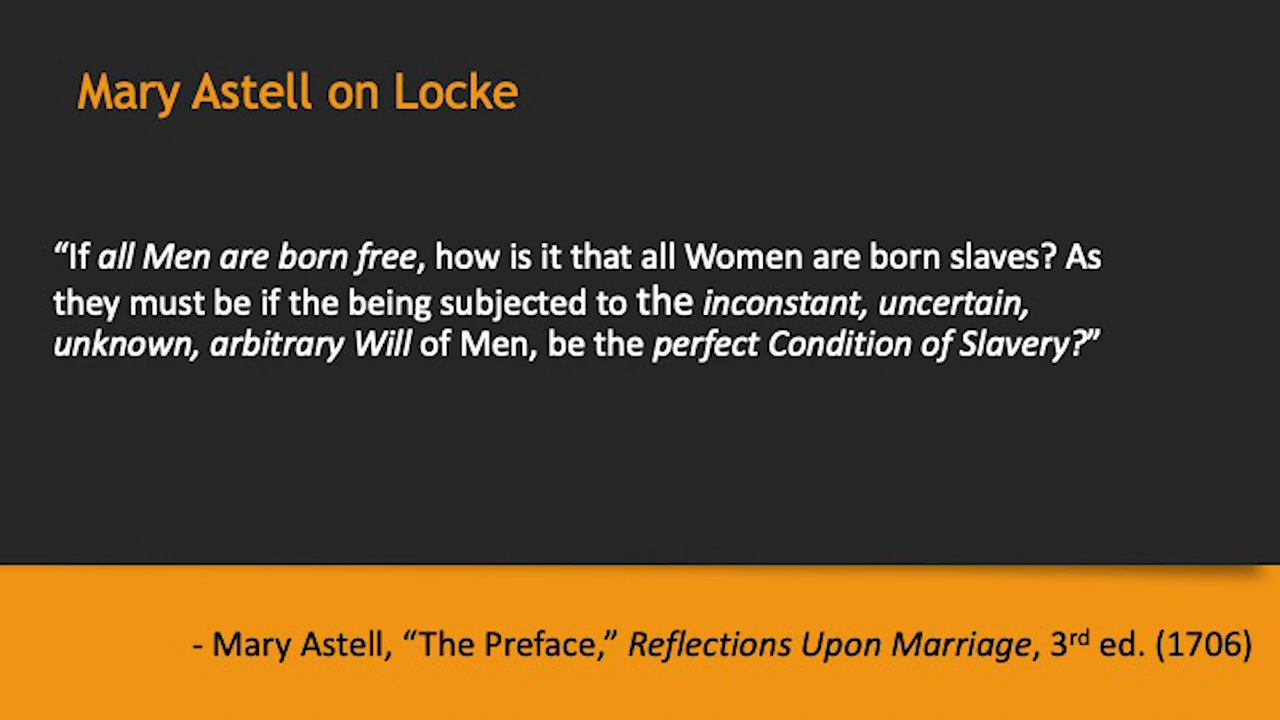 Mary Astell on Locke
“If all Men are born free, how is it that all Women are born slaves? As
they must be if the being subjected to the inconstant, uncertain,
unknown, arbitrary Will of Men, be the perfect Condition of Slavery?”
- Mary Astell, “The Preface,” Reflections Upon Marriage, 3rd ed. (1706)